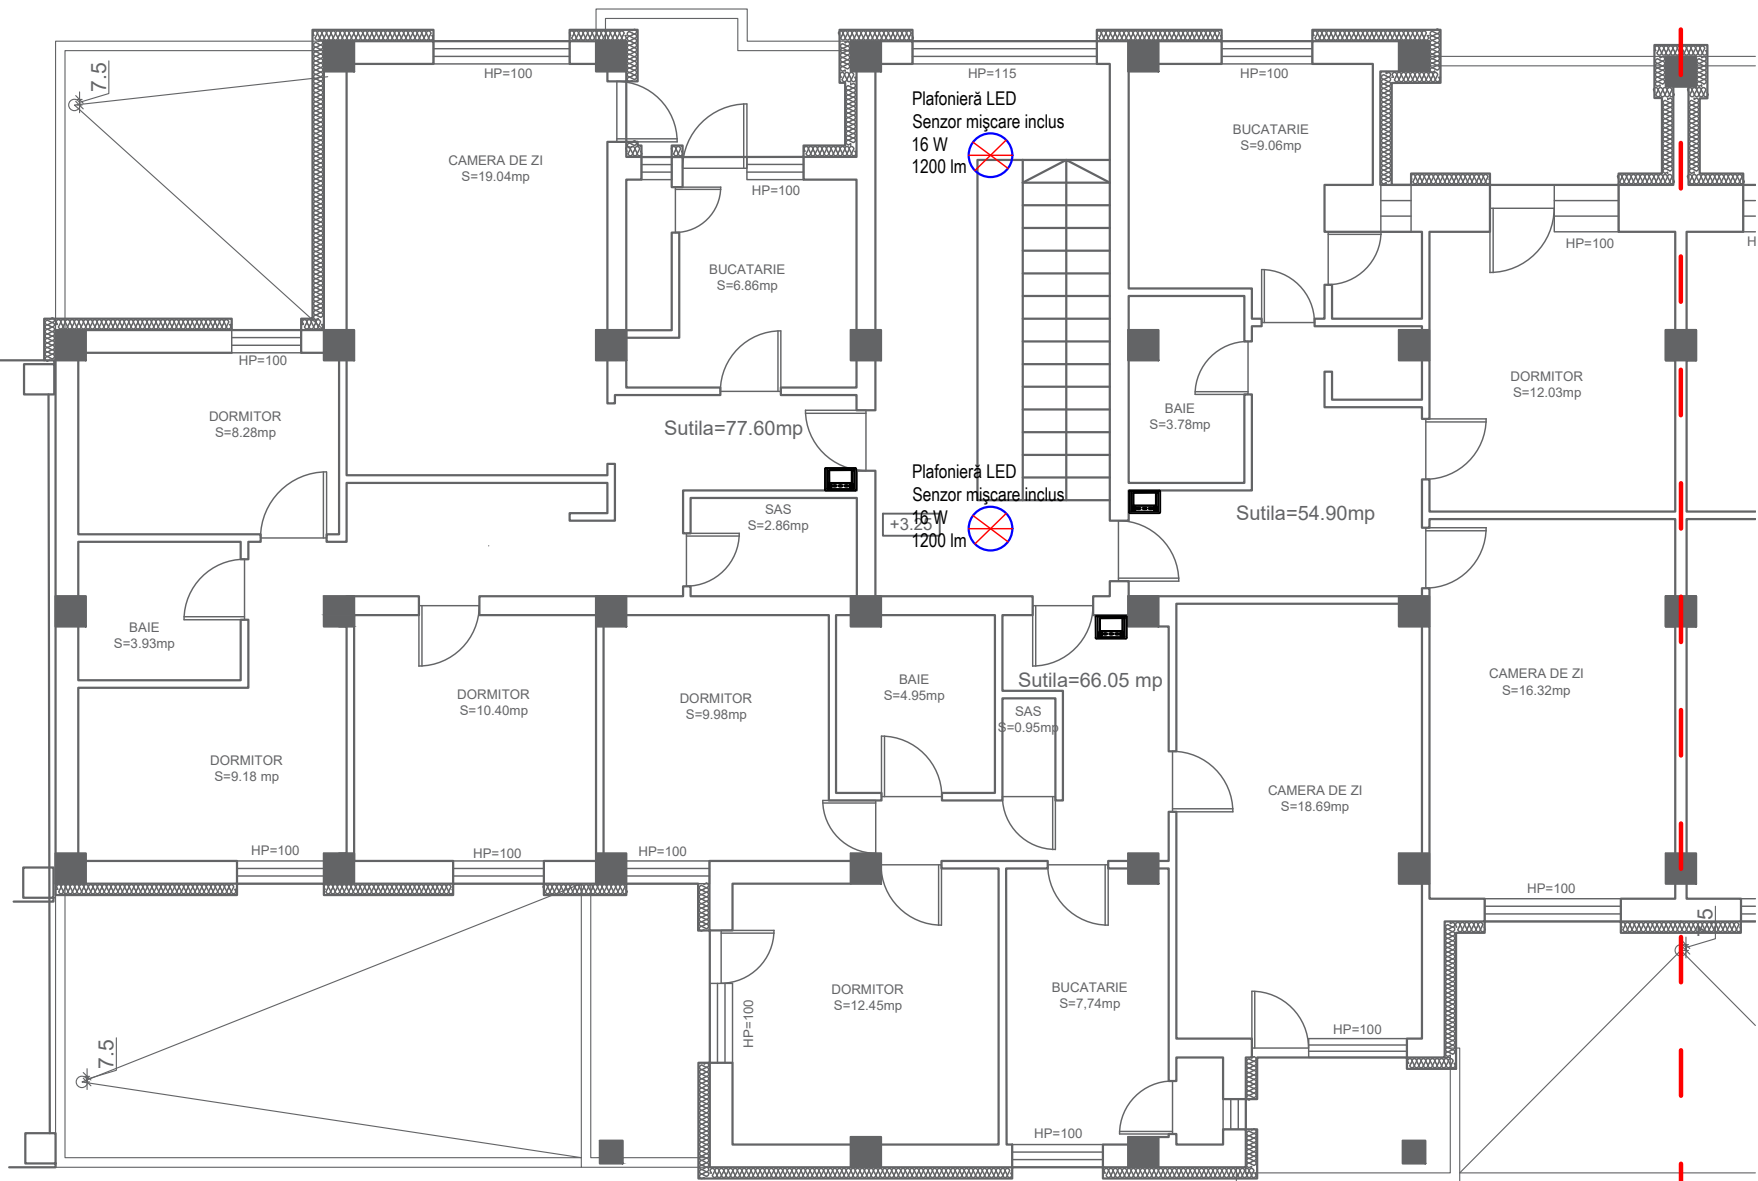 7.5
HP=100
HP=115
HP=100
Plafonieră LED
Senzor mişcare inclus
16 W
1200 lm
CAMERA DE ZI
S=19.04mp
HP=100
BUCATARIE
S=9.06mp
HP=100
H
BUCATARIE
S=6.86mp
HP=100
DORMITOR
S=8.28mp
Sutila=77.60mp
BAIE
S=3.78mp
DORMITOR
S=12.03mp
Plafonieră LED
Senzor mişcare inclus
16 W
1200 lm
+3.25
SAS
S=2.86mp
Sutila=54.90mp
BAIE
S=3.93mp
DORMITOR
S=10.40mp
DORMITOR
S=9.98mp
BAIE
S=4.95mp
Sutila=66.05 mp
SAS
S=0.95mp
CAMERA DE ZI
S=16.32mp
DORMITOR
S=9.18 mp
CAMERA DE ZI
S=18.69mp
HP=100
HP=100
HP=100
HP=100
7.5
DORMITOR
S=12.45mp
BUCATARIE
S=7,74mp
HP=100
HP=100
7.5
HP=100